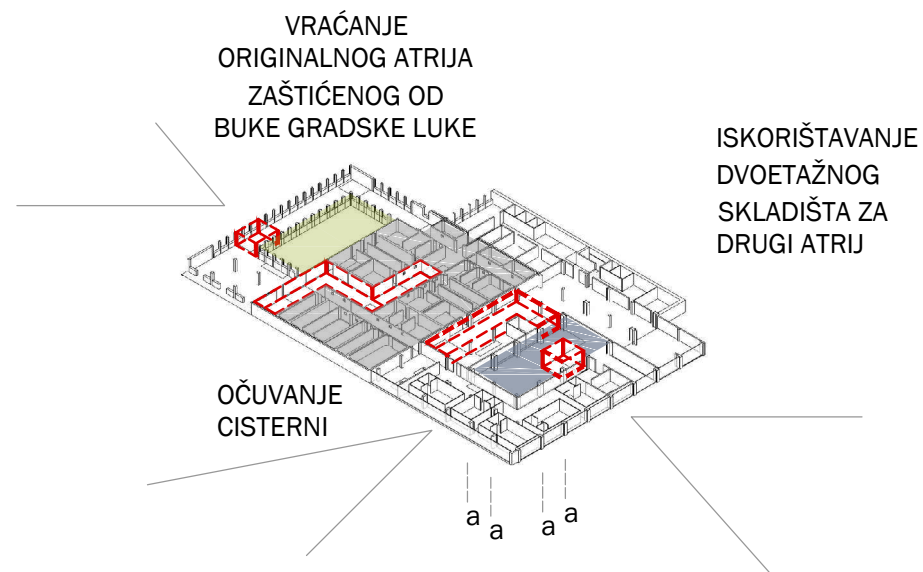 VRAĆANJE
ORIGINALNOG ATRIJA
ZAŠTIĆENOG OD
BUKE GRADSKE LUKE
ISKORIŠTAVANJE
DVOETAŽNOG
SKLADIŠTA ZA
DRUGI ATRIJ
OČUVANJE
CISTERNI
a a a a